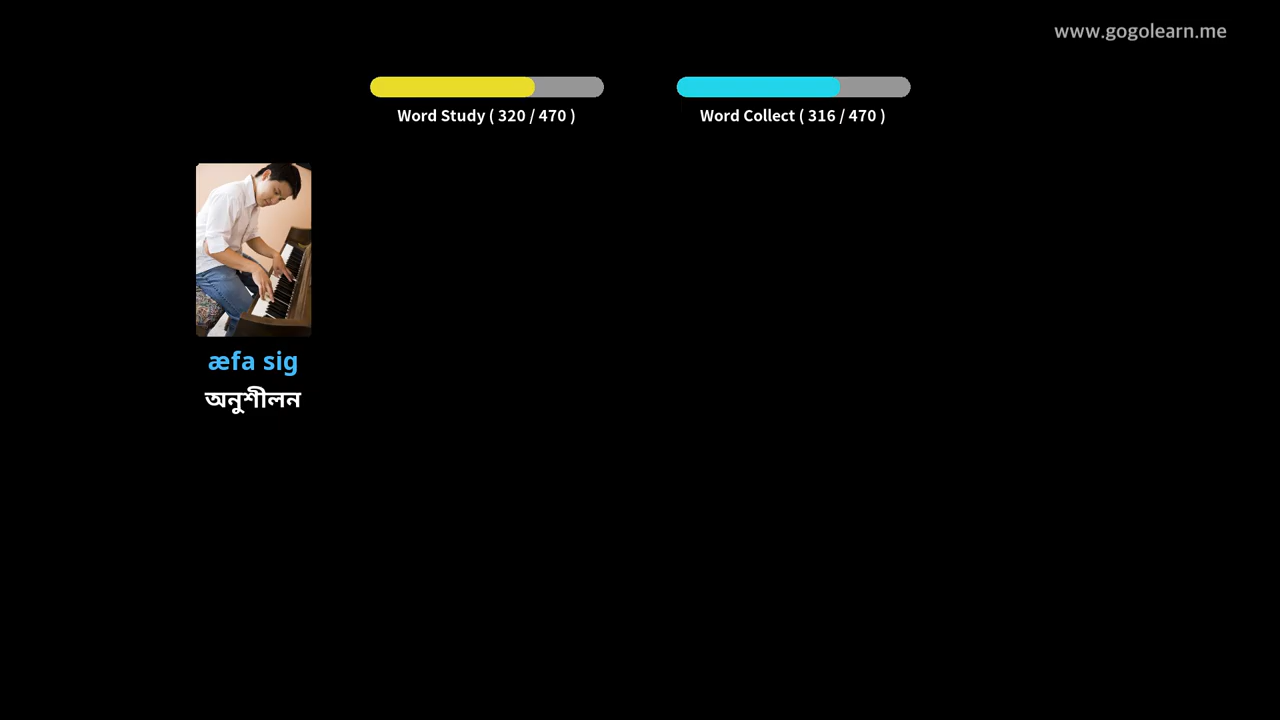 www.gogolearn.me
Word Study ( 320 / 470 )
Word Collect ( 316 / 470 )
æfa sig
অনুশীলন